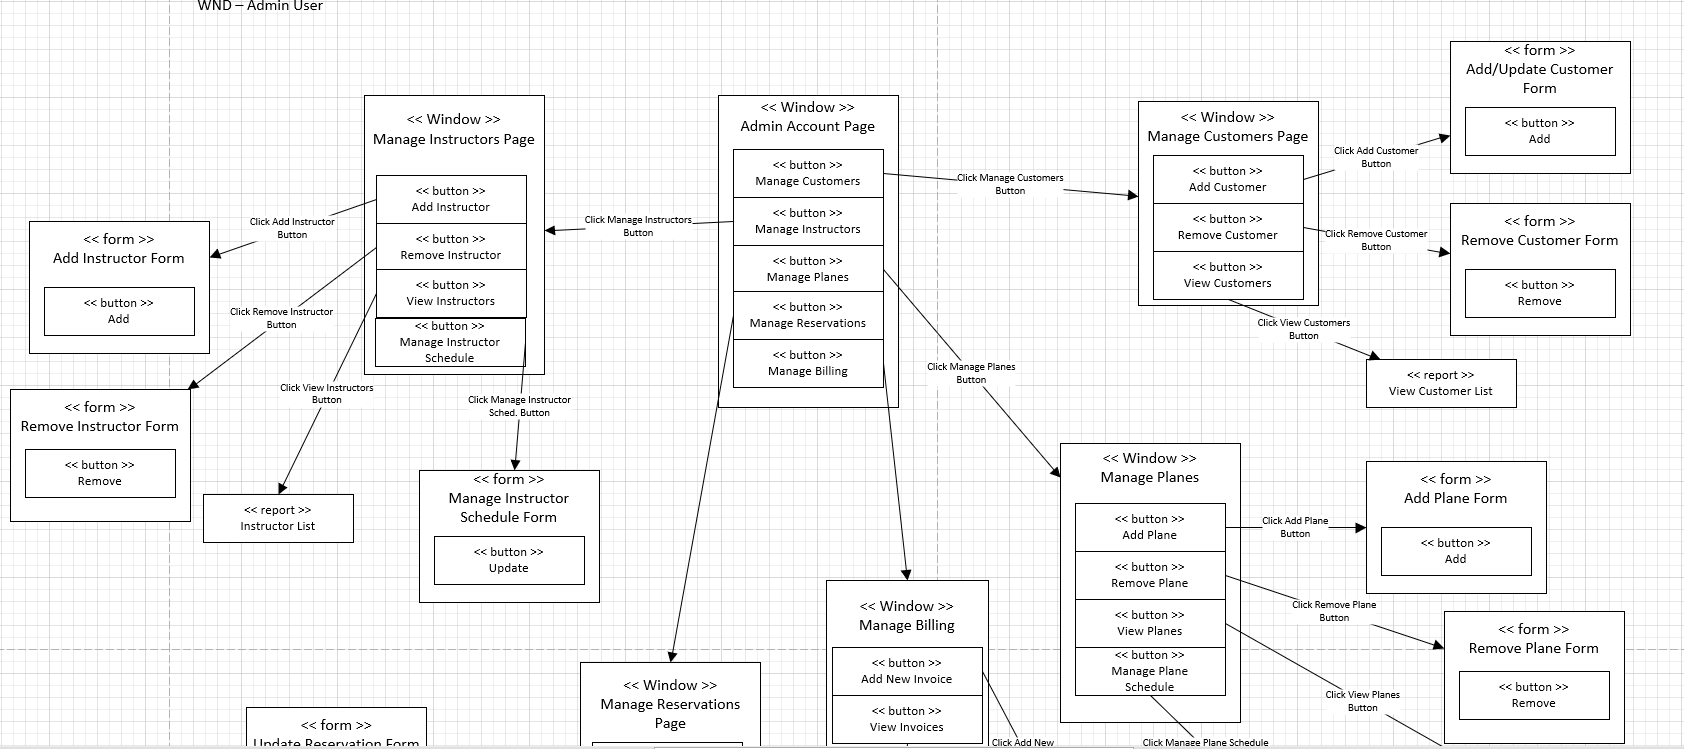 WND – Admin User
<< form >>
Add/Update Customer
Form
<< button >>
Add
<< Window >>
Manage Instructors Page
<< button >>
Add Instructor
<< button >>
Remove Instructor
<< button >>
View Instructors
<< button >>
Manage Instructor
Schedule
<< Window >>
Admin Account Page
<< button >>
Manage Customers
<< button >>
Manage Instructors
<< button >>
Manage Planes
<< button >>
Manage Reservations
<< button >>
Manage Billing
<< Window >>
Manage Customers Page
<< button >>
Add Customer
<< button >>
Remove Customer
<< button >>
View Customers
Click Add Customer
Button
Click Manage Customers
Button
Click Manage Instructors
Button
Click Add Instructor
Button
<< form >>
Add Instructor Form
<< button >>
Add
Click Remove Customer
Button
<< form >>
Remove Customer Form
<< button >>
Remove
Click Remove Instructor
Button
Click View Customers
Button
<< report >>
View Customer List
Click View Instructors
Button
Click Manage Instructor
Sched. Button
Click Manage Planes
Button
<< form >>
Remove Instructor Form
<< button >>
Remove
<< report >>
Instructor List
<< form >>
Manage Instructor
Schedule Form
<< button >>
Update
<< Window >>
Manage Planes
<< button >>
Add Plane
<< button >>
Remove Plane
<< button >>
View Planes
<< button >>
Manage Plane
Schedule
Click Add Plane
Button
<< form >>
Add Plane Form
<< button >>
Add
Click Remove Plane
Button
<< form >>
Remove Plane Form
<< button >>
Remove
Click View Planes
Button
<< Window >>
Manage Billing
<< button >>
Add New Invoice
<< button >>
View Invoices
<< Window >>
Manage Reservations
Page
<< form >>
Update Reservation Form
Click Add New
Click Manage Plane Schedule